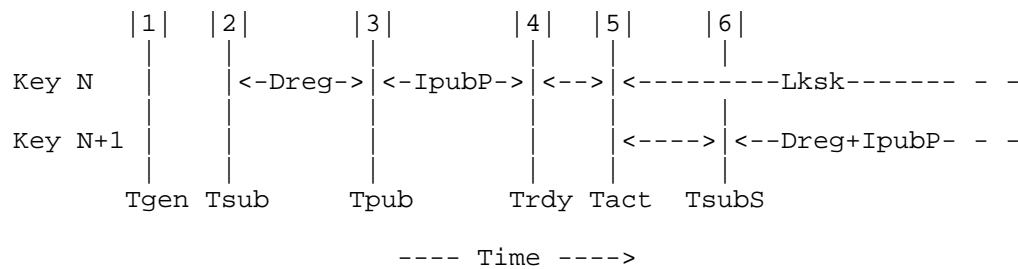 |1| |2| |3| |4| |5| |6|
| | | | | |
Key N | |<-Dreg->|<-IpubP->|<-->|<---------Lksk------- - -
| | | | | |
Key N+1 | | | | |<---->|<--Dreg+IpubP- - -
| | | | | |
Tgen Tsub Tpub Trdy Tact TsubS
---- Time ---->